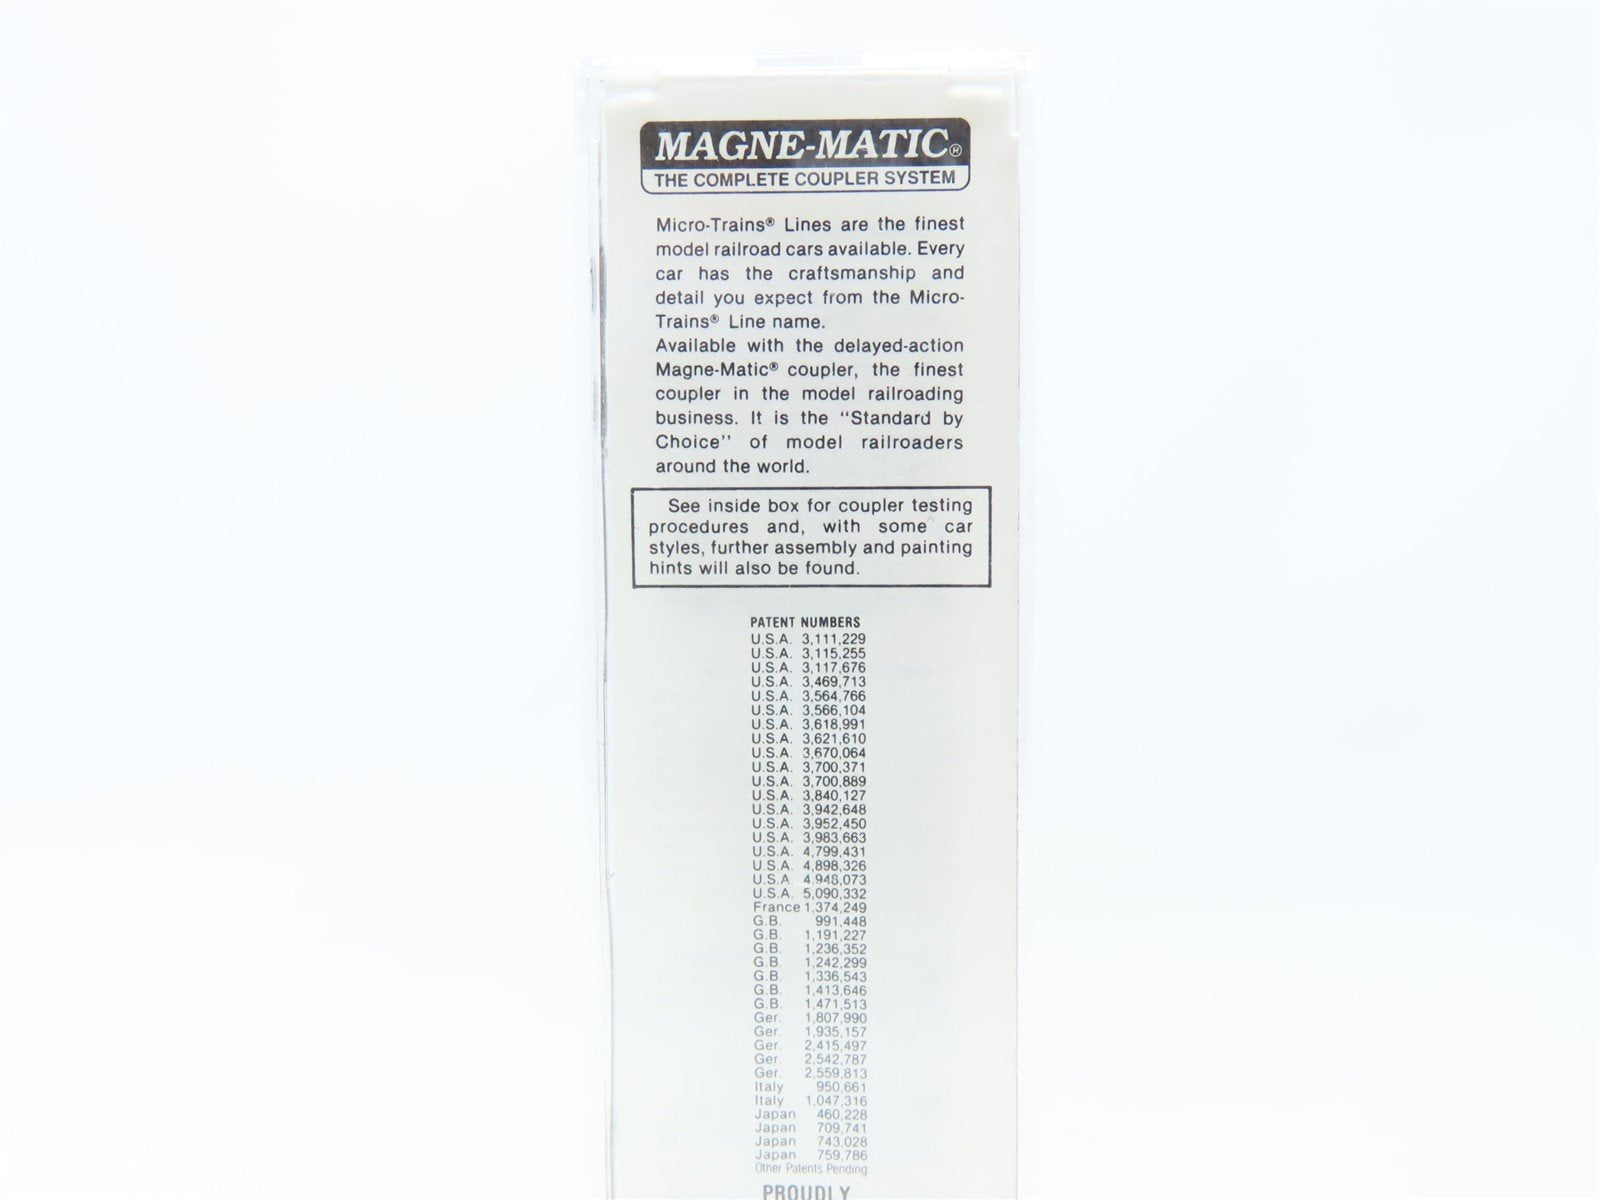 MAGNE-MATIC®
THE COMPLETE COUPLER SYSTEM
Micro-Trains® Lines are the finest
model railroad cars available. Every
car has the craftsmanship and
detail you expect from the Micro-
Trains® Line name.
Available with the delayed-action
Magne-Matic® coupler, the finest
coupler in the model railroading
business. It is the “Standard by
Choice” of model railroaders
around the world.
See inside box for coupler testing
procedures and, with some car
styles, further assembly and painting
hints will also be found.
PATENT NUMBERS
U.S.A. 3,111,229
U.S.A. 3,115,255
U.S.A. 3,117,676
U.S.A. 3,469,713
U.S.A. 3,564,766
U.S.A. 3,566,104
U.S.A. 3,618,991
U.S.A. 3,621,610
U.S.A. 3,670,064
U.S.A. 3,700,371
U.S.A. 3,700,889
U.S.A. 3,840,127
U.S.A. 3,942,648
U.S.A. 3,952,450
U.S.A. 3,983,663
U.S.A. 4,799,431
U.S.A. 4,898,326
U.S.A. 4,948,073
U.S.A. 5,090,332
France 1,374,249
G.B. 991,448
G.B. 1,191,227
G.B. 1,236,352
G.B. 1,242,299
G.B. 1,336,543
G.B. 1,413,646
G.B. 1,471,513
Ger. 1,807,990
Ger. 1,935,157
Ger. 2,415,497
Ger. 2,542,787
Ger. 2,559,813
Italy 950,661
Italy 1,047,316
Japan 460,228
Japan 709,741
Japan 743,028
Japan 759,786
Other Patents Pending
PROUDLY